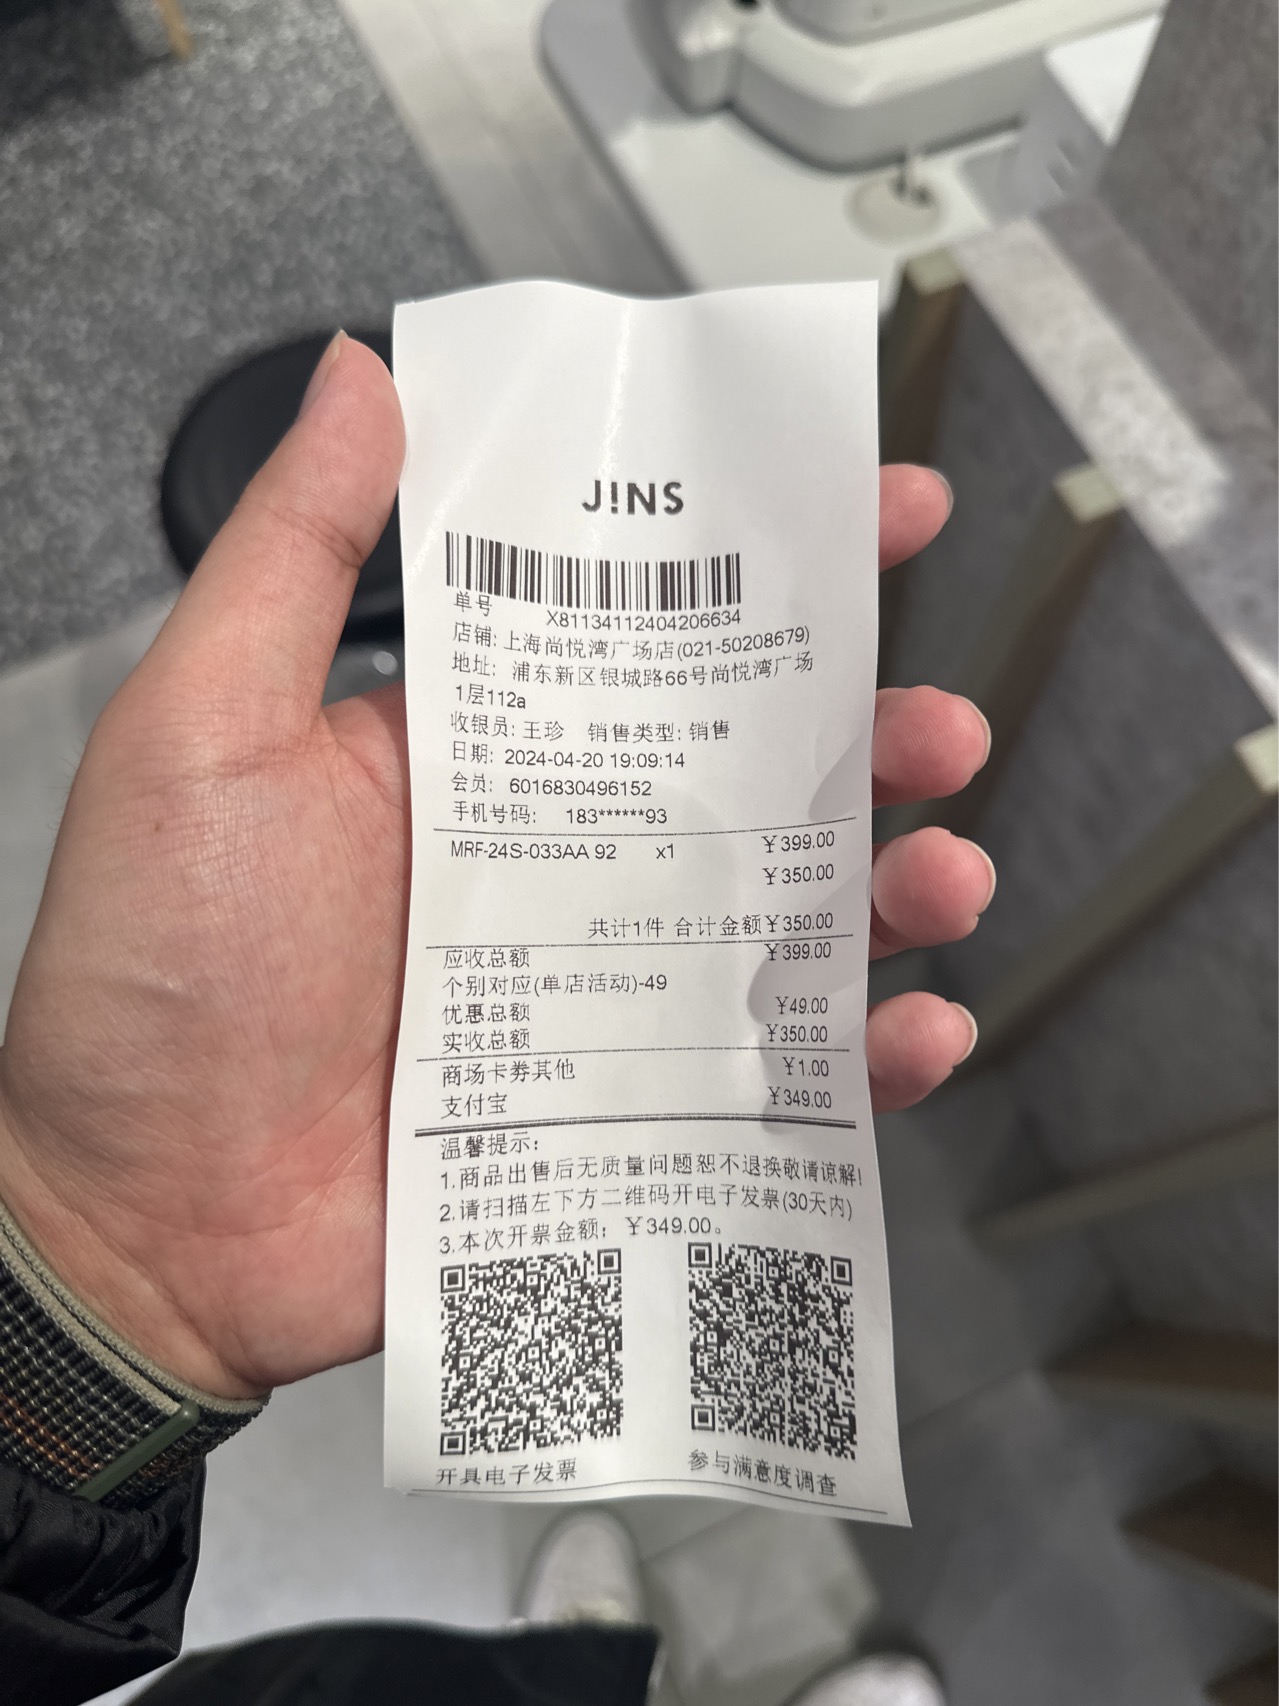 J!NS
单号 X81134112404206634
店铺: 上海尚悦湾广场店(021-50208679)
地址: 浦东新区银城路66号尚悦湾广场
1层112a
收银员: 王珍 销售类型: 销售
日期: 2024-04-20 19:09:14
会员: 6016830496152
手机号码: 183******93
MRF-24S-033AA 92 x1 ￥399.00
￥350.00
共计1件 合计金额￥350.00
应收总额 ￥399.00
个别对应(单店活动)-49
优惠总额 ￥49.00
实收总额 ￥350.00
商场卡券其他 ￥1.00
支付宝 ￥349.00
温馨提示:
1.商品出售后无质量问题恕不退换敬请谅解!
2.请扫描左下方二维码开电子发票(30天内)
3.本次开票金额: ￥349.00。
开具电子发票 参与满意度调查